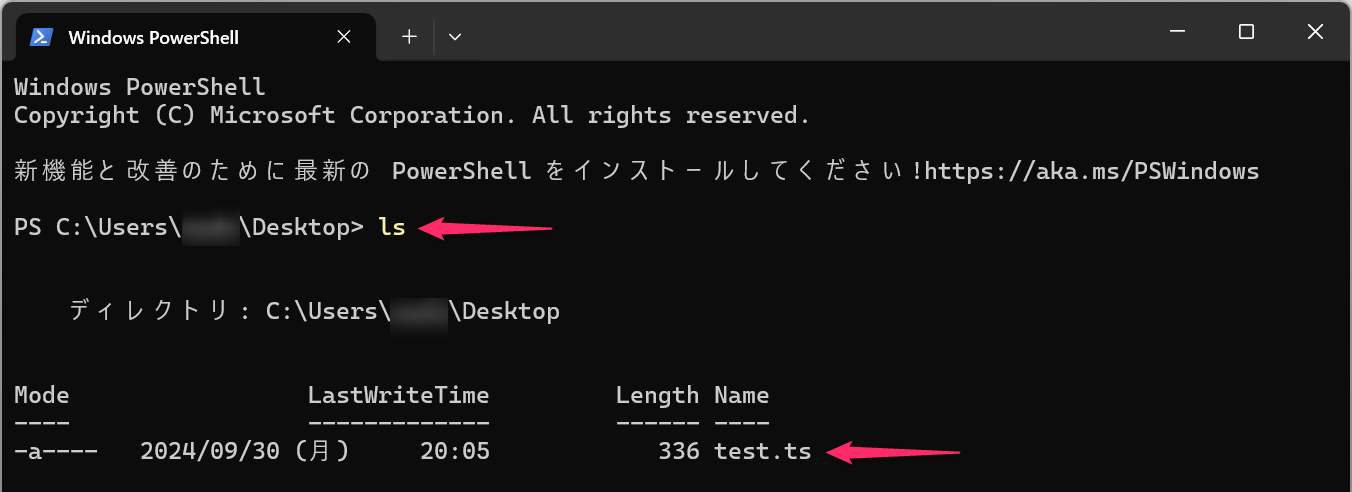 Windows PowerShell
Windows PowerShell
Copyright (C) Microsoft Corporation. All rights reserved.
新機能と改善のために最新の PowerShell をインストールしてください!https://aka.ms/PSWindows
PS C:\Users\ \Desktop> ls
ディレクトリ: C:\Users\ \Desktop
Mode LastWriteTime Length Name
---- ------------- ------ ----
-a---- 2024/09/30 (月) 20:05 336 test.ts